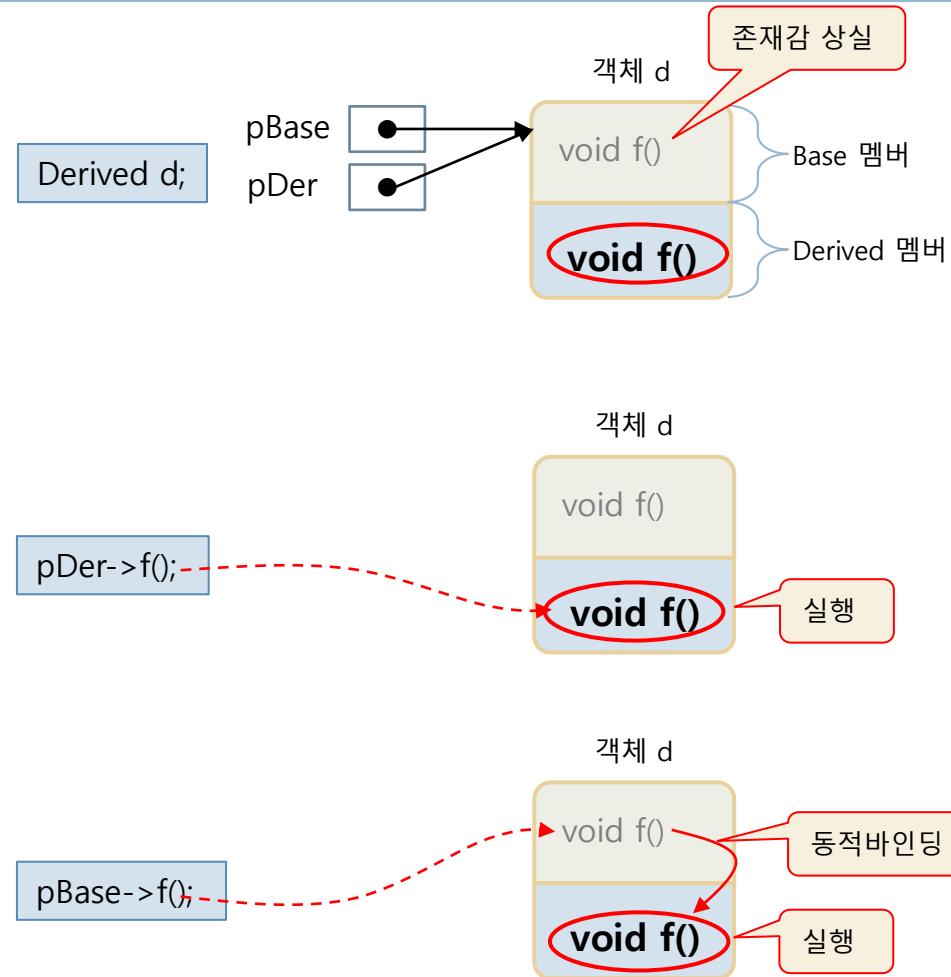 존재감 상실
객체 d
pBase
void f()
Base 멤버
Derived d;
pDer
void f()
Derived 멤버
객체 d
void f()
pDer->f();
void f()
실행
객체 d
void f()
동적바인딩
pBase->f();
void f()
실행